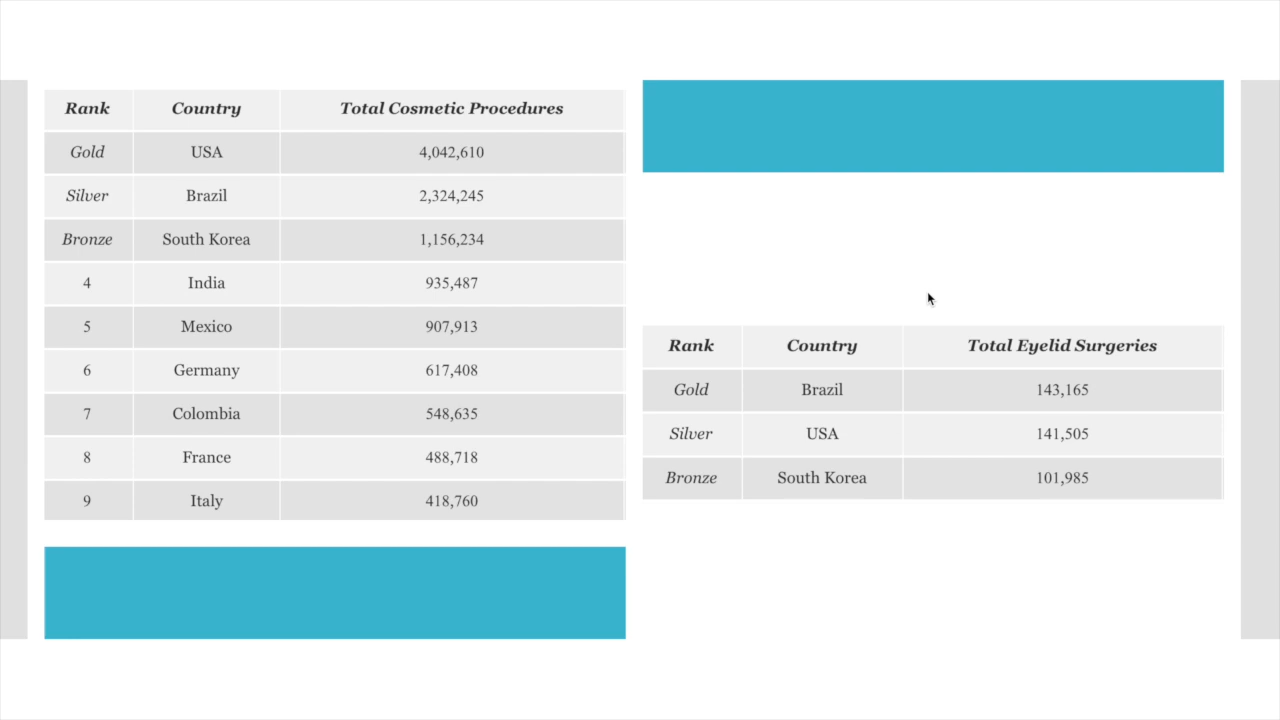 Rank Country Total Cosmetic Procedures
Gold USA 4,042,610
Silver Brazil 2,324,245
Bronze South Korea 1,156,234
4 India 935,487
5 Mexico 907,913
6 Germany 617,408
7 Colombia 548,635
8 France 488,718
9 Italy 418,760
Rank Country Total Eyelid Surgeries
Gold Brazil 143,165
Silver USA 141,505
Bronze South Korea 101,985